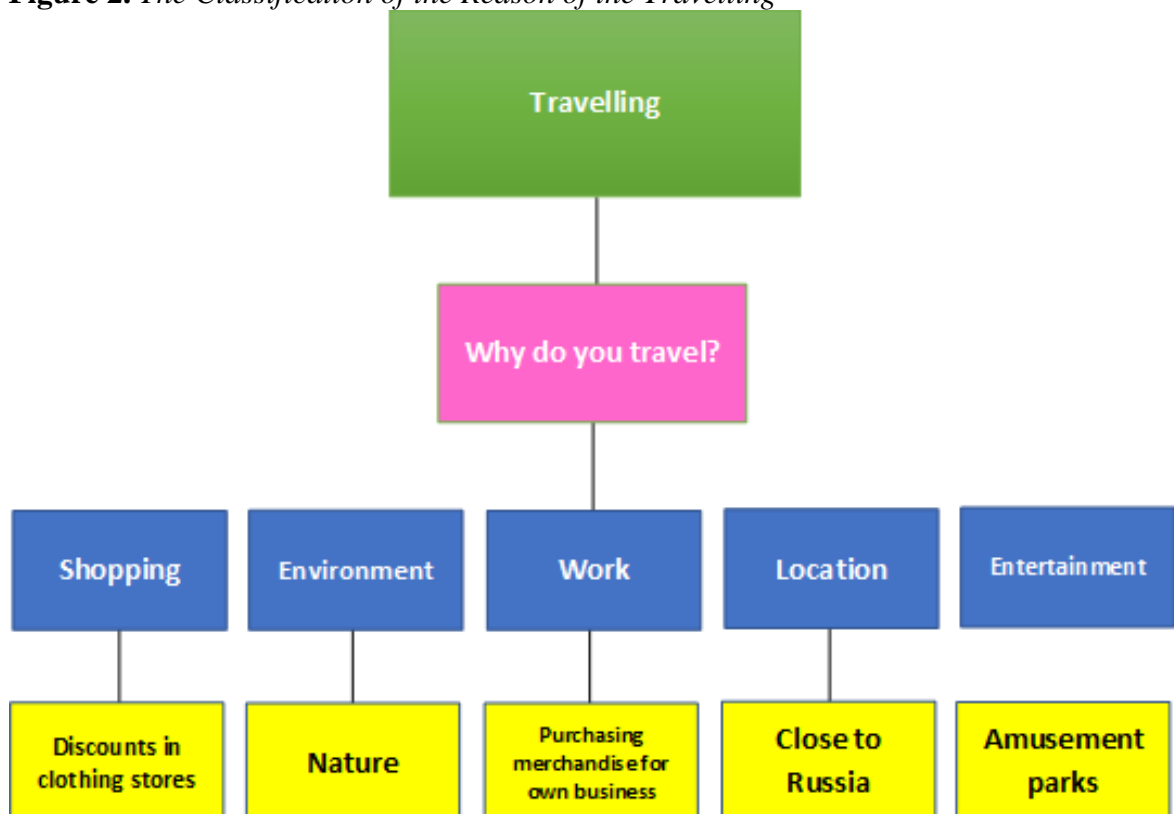 Figure 2. The Classification of the Reason of the Travelling
Travelling
Why do you travel?
Shopping
Environment
Work
Location
Entertainment
Discounts in
clothing stores
Nature
Purchasing
merchandise for
own business
Close to
Russia
Amusement
parks